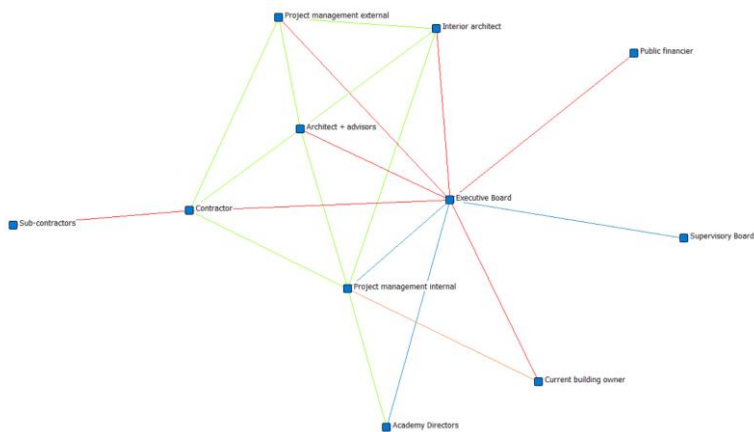 Project management external
Interior architect
Public financier
Architect + advisors
Executive Board
Contractor
Sub-contractors
Supervisory Board
Project management internal
Current building owner
Academy Directors